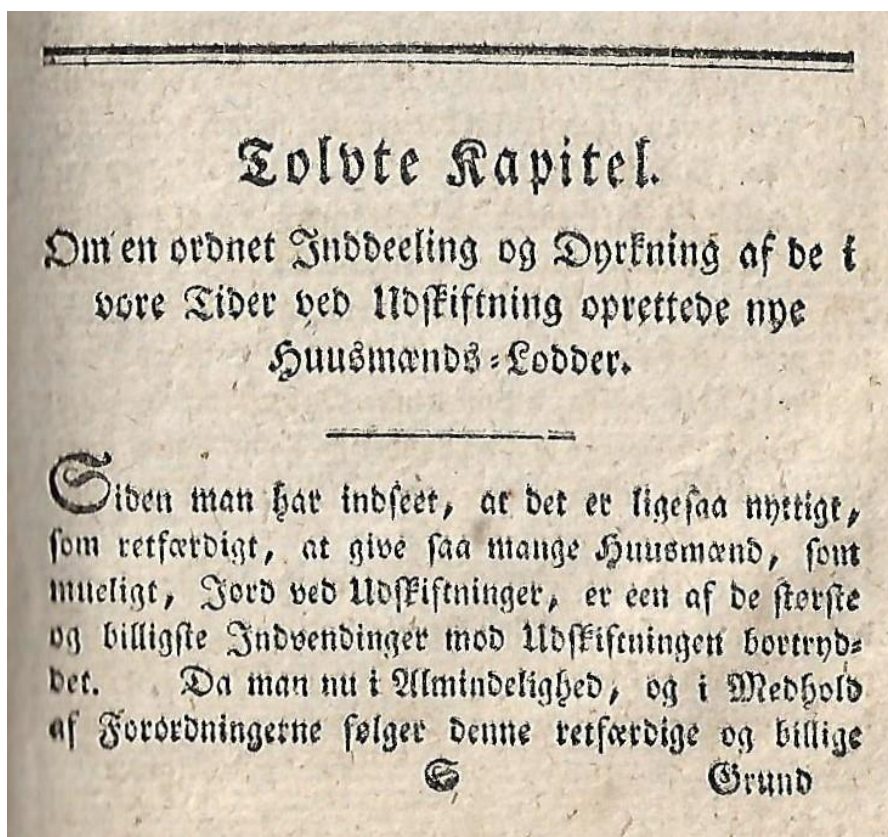 Tolvte Kapitel.
Om en ordnet Inddeeling og Dyrkning af de i
vore Tider ved Udskiftning oprettede nye
Huusmænds-Lodder.
Siden man har indseet, at det er ligesaa nyttigt,
som retfærdigt, at give saa mange Huusmænd, som
mueligt, Jord ved Udskiftninger, er een af de største
og billigste Indvendinger mod Udskiftningen bortryd-
det. Da man nu i Almindelighed, og i Medhold
af Forordningerne følger denne retfærdige og billige
S Grund